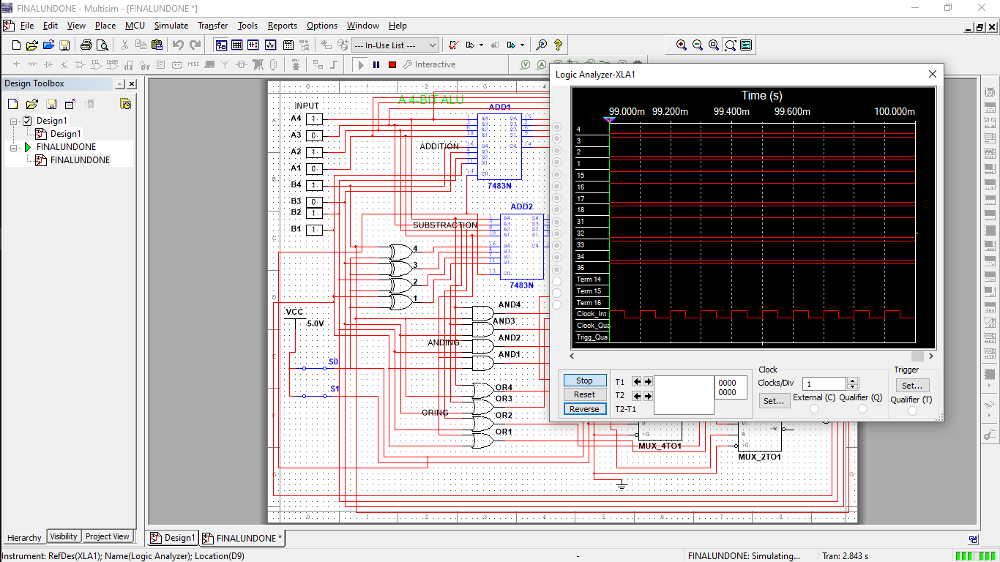 FINALUNDONE - Multisim - [FINALUNDONE *]
File Edit View Place MCU Simulate Transfer Tools Reports Options Window Help
--- In-Use List ---
MISC
Interactive
Design Toolbox
Design1
Design1
FINALUNDONE
FINALUNDONE
Hierarchy Visibility Project View
0 1 2 3 4
A 4-BIT ALU
INPUT
A4 1
A3 0
A2 1
A1 0
B4 1
B3 0
B2 1
B1 1
ADD1
7483N
ADDITION
ADD2
7483N
SUBSTRACTION
4
3
2
1
VCC
5.0V
S0
S1
AND4
AND3
AND2
AND1
ANDING
OR4
OR3
OR2
OR1
ORING
MUX_4TO1
MUX_2TO1
Logic Analyzer-XLA1
Time (s)
99.000m 99.200m 99.400m 99.600m 100.000m
4
3
2
1
15
16
17
18
31
32
33
34
36
Term 14
Term 15
Term 16
Clock_Int
Clock_Qua
Trigg_Qua
Stop
Reset
Reverse
T1
T2
T2-T1
0000
0000
Clock
Clocks/Div 1
Set...
External (C) Qualifier (Q)
Trigger
Set...
Qualifier (T)
Design1 FINALUNDONE *
Instrument: RefDes(XLA1); Name(Logic Analyzer); Location(D9) - FINALUNDONE: Simulating... Tran: 2.843 s